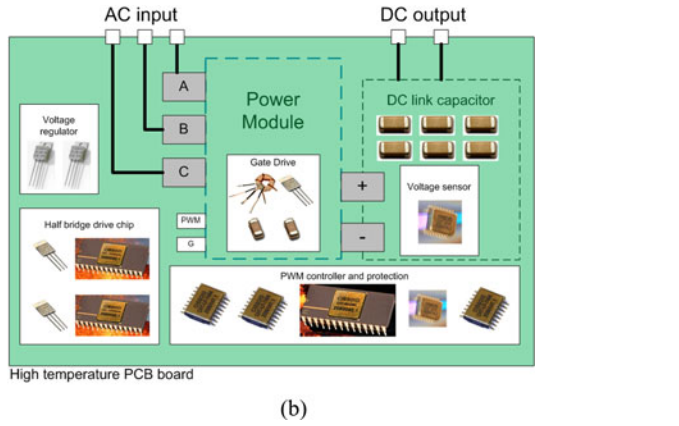 AC input
DC output
A
B
C
Power
Module
DC link capacitor
Voltage
regulator
Gate Drive
Voltage sensor
+
-
PWM
G
Half bridge drive chip
PWM controller and protection
High temperature PCB board
(b)